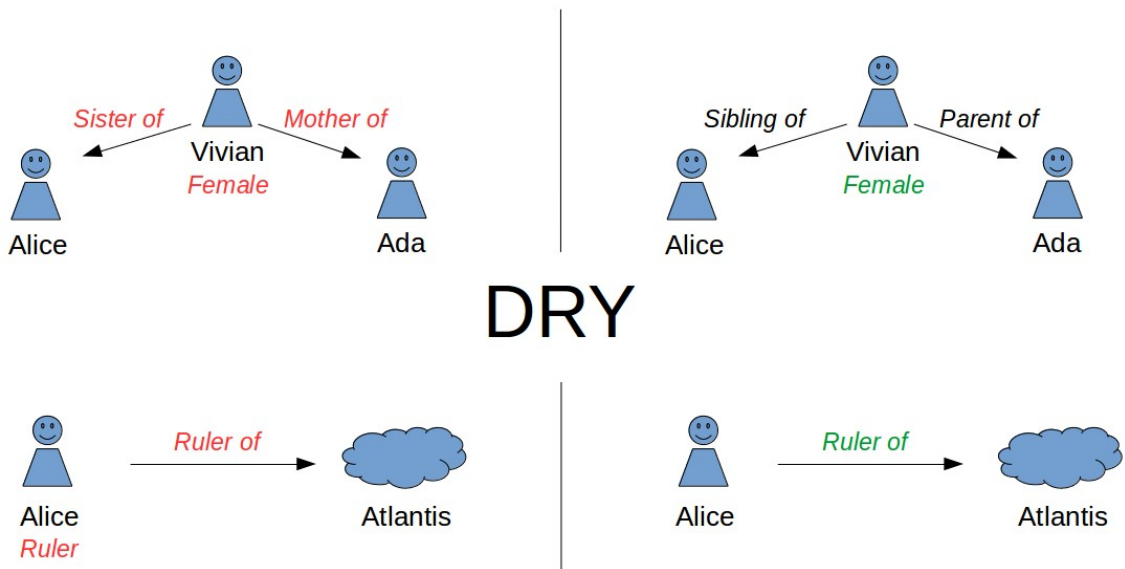 Sister of
Mother of
Vivian
Female
Alice
Ada
Sibling of
Parent of
Vivian
Female
Alice
Ada
DRY
Ruler of
Alice
Ruler
Atlantis
Ruler of
Alice
Atlantis